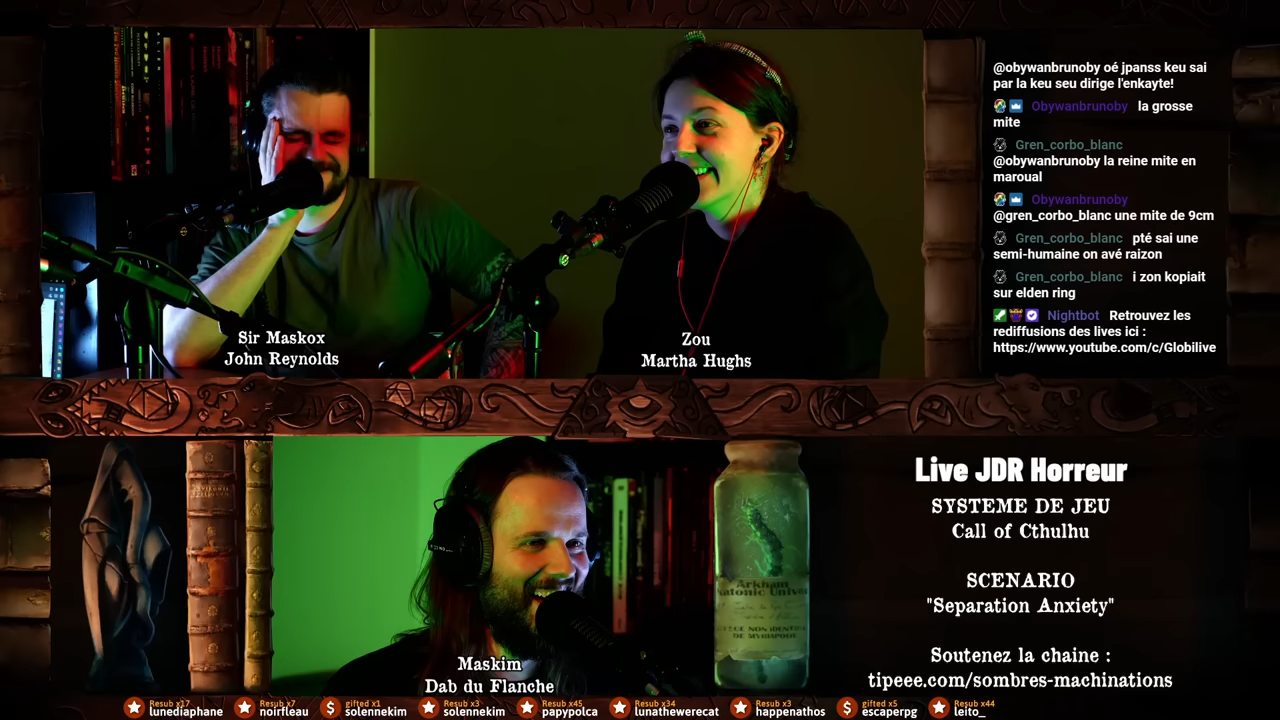 @obywanbrunoby oé jpanss keu sai
par la keu seu dirige l'enkayte!
Obywanbrunoby la grosse
mite
Gren_corbo_blanc
@obywanbrunoby la reine mite en
maroual
Obywanbrunoby
@gren_corbo_blanc une mite de 9cm
Gren_corbo_blanc pté sai une
semi-humaine on avé raizon
Gren_corbo_blanc i zon kopiait
sur elden ring
Nightbot Retrouvez les
rediffusions des lives ici :
https://www.youtube.com/c/Globilive
Sir Maskox
John Reynolds
Zou
Martha Hughs
Live JDR Horreur
SYSTEME DE JEU
Call of Cthulhu
SCENARIO
"Separation Anxiety"
Soutenez la chaine :
tipeee.com/sombres-machinations
Arkham
DE MYRIAPODE
Maskim
Dab du Flanche
Resub x17
lunediaphane
Resub x7
noirfleau
gifted x1
solennekim
Resub x3
solennekim
Resub x45
papypolca
Resub x34
lunathewerecat
Resub x3
happenathos
gifted x5
escaperpg
Resub x44
leito_